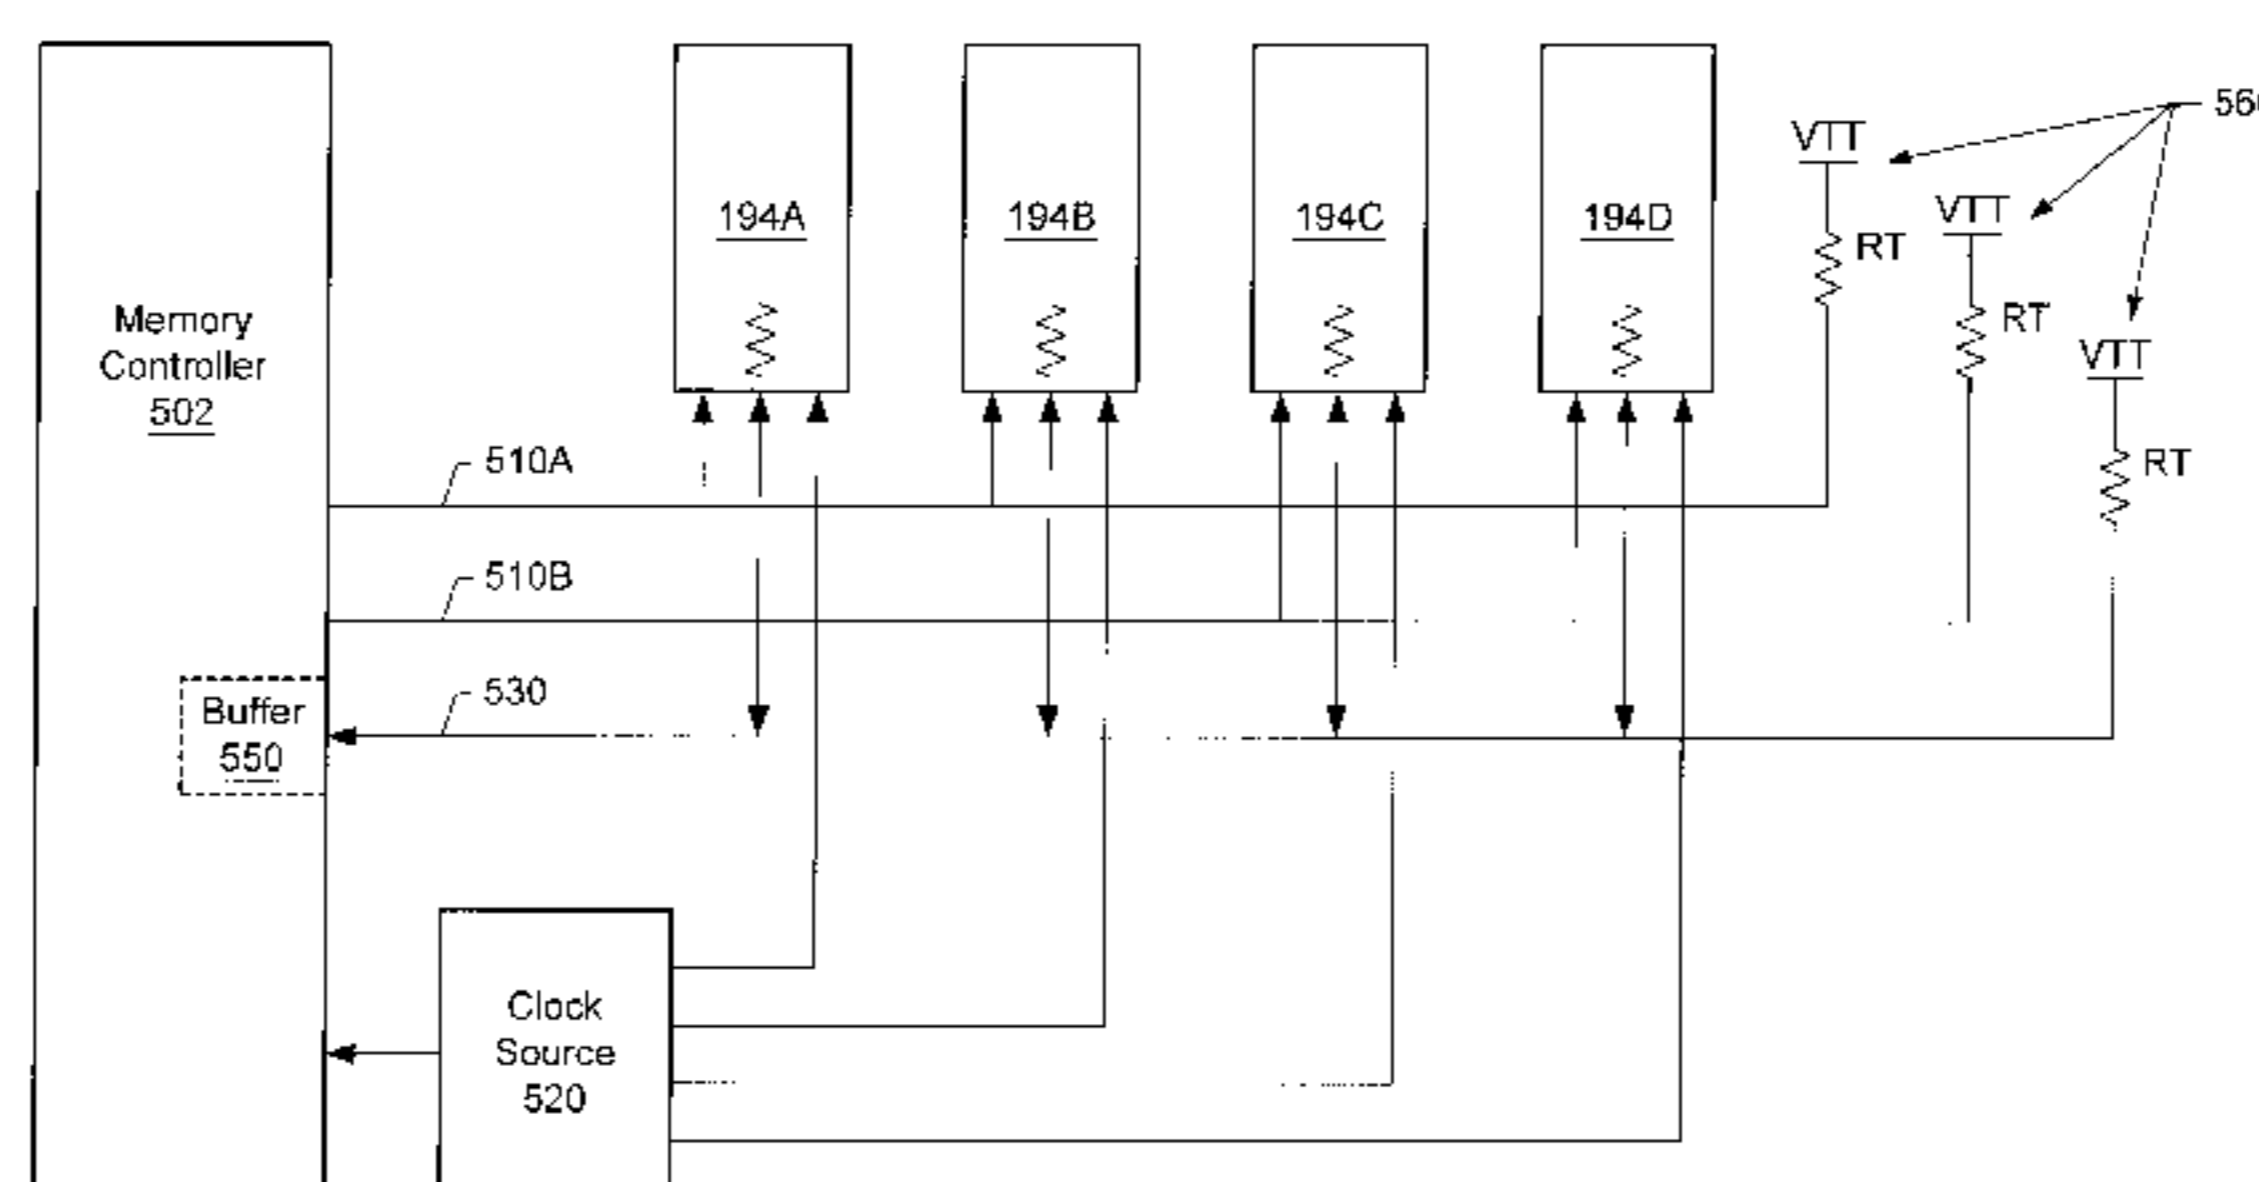 194A
194B
194C
194D
VTT
VTT
VTT
RT
RT
RT
Memory
Controller
502
510A
510B
530
Buffer
550
Clock
Source
520